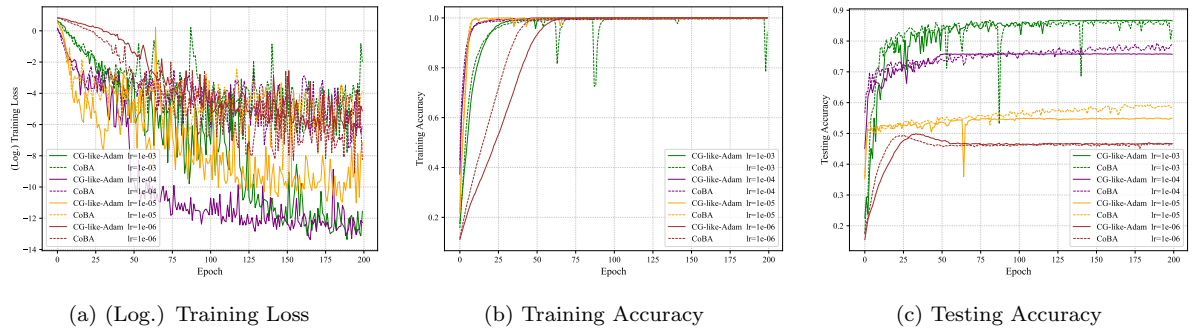 (Log.) Training Loss
0
−2
−4
−6
−8
−10
−12
−14
CG-like-Adam lr=1e-03
CoBA lr=1e-03
CG-like-Adam lr=1e-04
CoBA lr=1e-04
CG-like-Adam lr=1e-05
CoBA lr=1e-05
CG-like-Adam lr=1e-06
CoBA lr=1e-06
0 25 50 75 100 125 150 175 200
Epoch
(a) (Log.) Training Loss
Training Accuracy
1.0
0.8
0.6
0.4
0.2
CG-like-Adam lr=1e-03
CoBA lr=1e-03
CG-like-Adam lr=1e-04
CoBA lr=1e-04
CG-like-Adam lr=1e-05
CoBA lr=1e-05
CG-like-Adam lr=1e-06
CoBA lr=1e-06
0 25 50 75 100 125 150 175 200
Epoch
(b) Training Accuracy
Testing Accuracy
0.9
0.8
0.7
0.6
0.5
0.4
0.3
0.2
CG-like-Adam lr=1e-03
CoBA lr=1e-03
CG-like-Adam lr=1e-04
CoBA lr=1e-04
CG-like-Adam lr=1e-05
CoBA lr=1e-05
CG-like-Adam lr=1e-06
CoBA lr=1e-06
0 25 50 75 100 125 150 175 200
Epoch
(c) Testing Accuracy